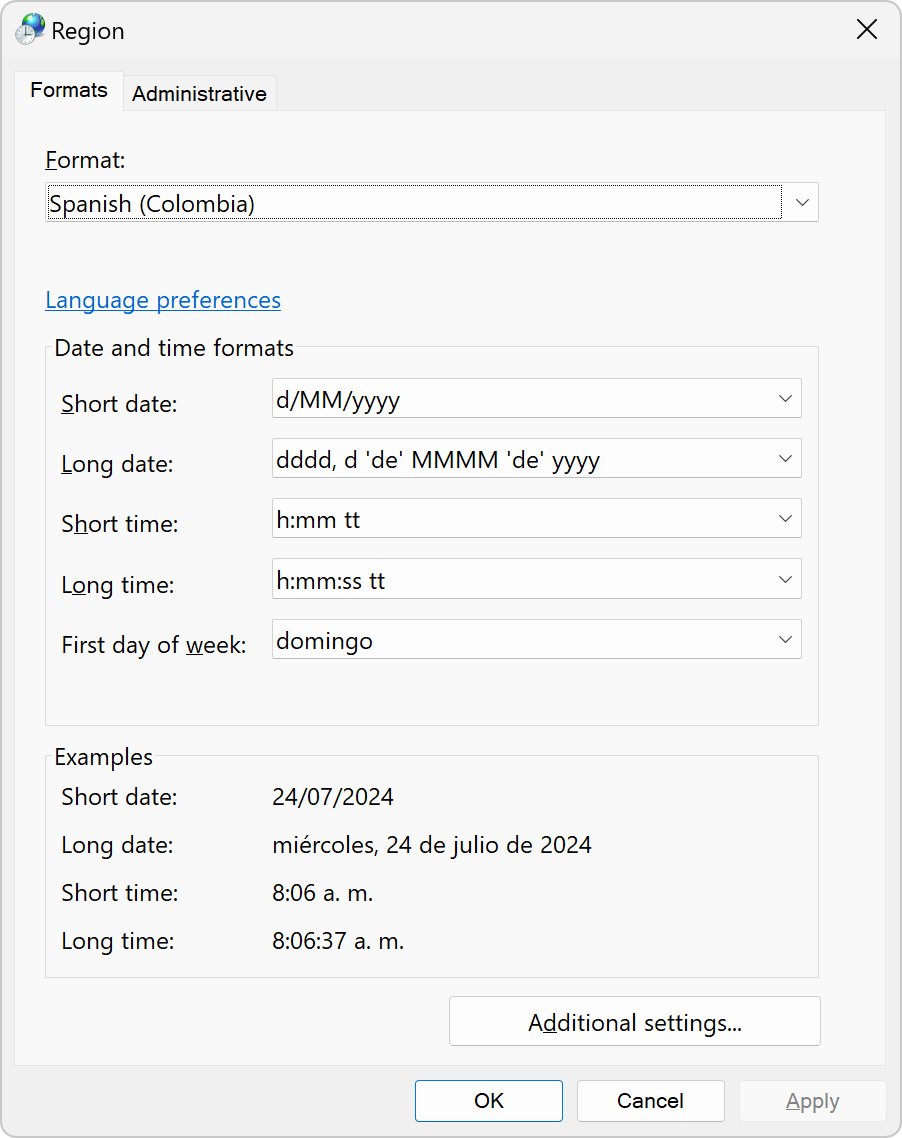 Region
Formats Administrative
Format:
Spanish (Colombia)
Language preferences
Date and time formats
Short date: d/MM/yyyy
Long date: dddd, d 'de' MMMM 'de' yyyy
Short time: h:mm tt
Long time: h:mm:ss tt
First day of week: domingo
Examples
Short date: 24/07/2024
Long date: miércoles, 24 de julio de 2024
Short time: 8:06 a. m.
Long time: 8:06:37 a. m.
Additional settings...
OK Cancel Apply